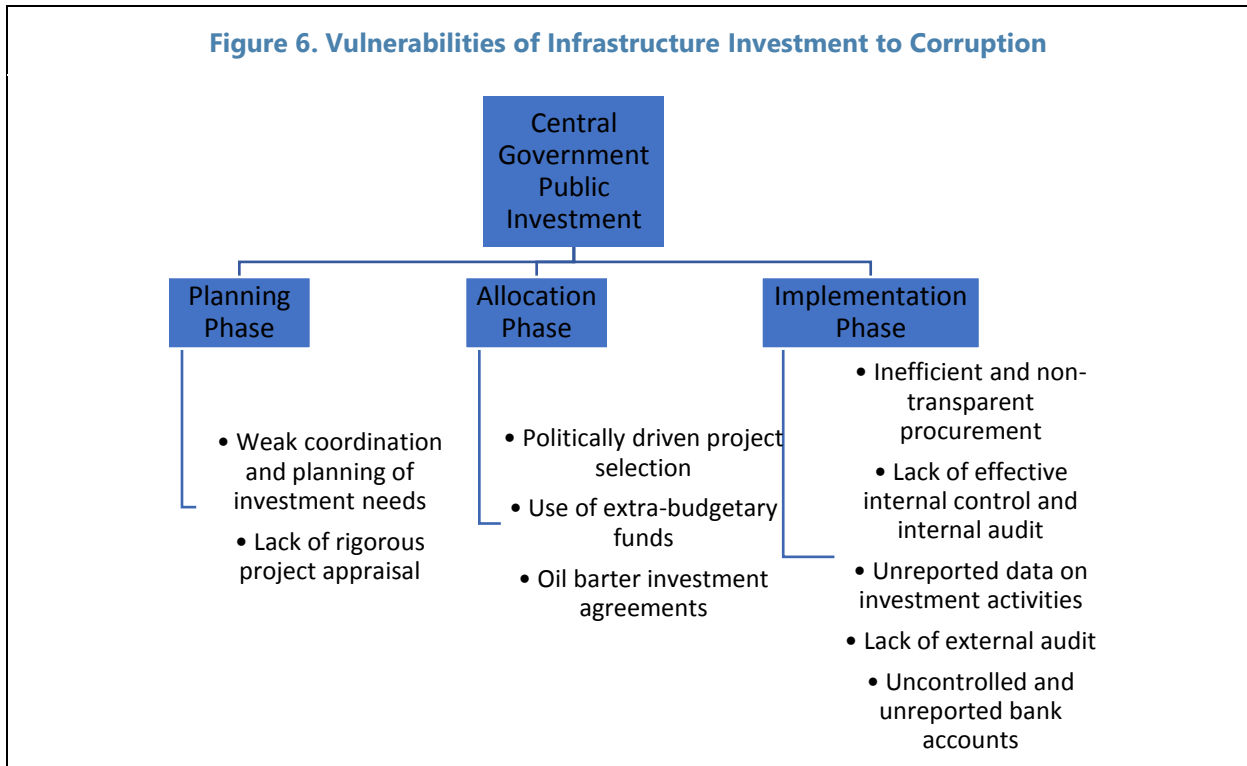 Figure 6. Vulnerabilities of Infrastructure Investment to Corruption
Central
Government
Public
Investment
Planning
Phase
• Weak coordination
and planning of
investment needs
• Lack of rigorous
project appraisal
Allocation
Phase
• Politically driven project
selection
• Use of extra-budgetary
funds
• Oil barter investment
agreements
Implementation
Phase
• Inefficient and non-
transparent
procurement
• Lack of effective
internal control and
internal audit
• Unreported data on
investment activities
• Lack of external audit
• Uncontrolled and
unreported bank
accounts